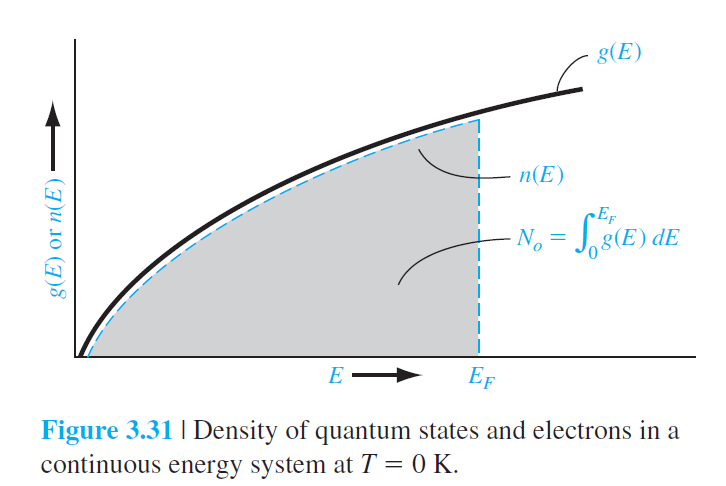 g(E)
g(E) or n(E)
n(E)
N_o = ∫_0^{E_F} g(E) dE
E
E_F
Figure 3.31 | Density of quantum states and electrons in a
continuous energy system at T = 0 K.